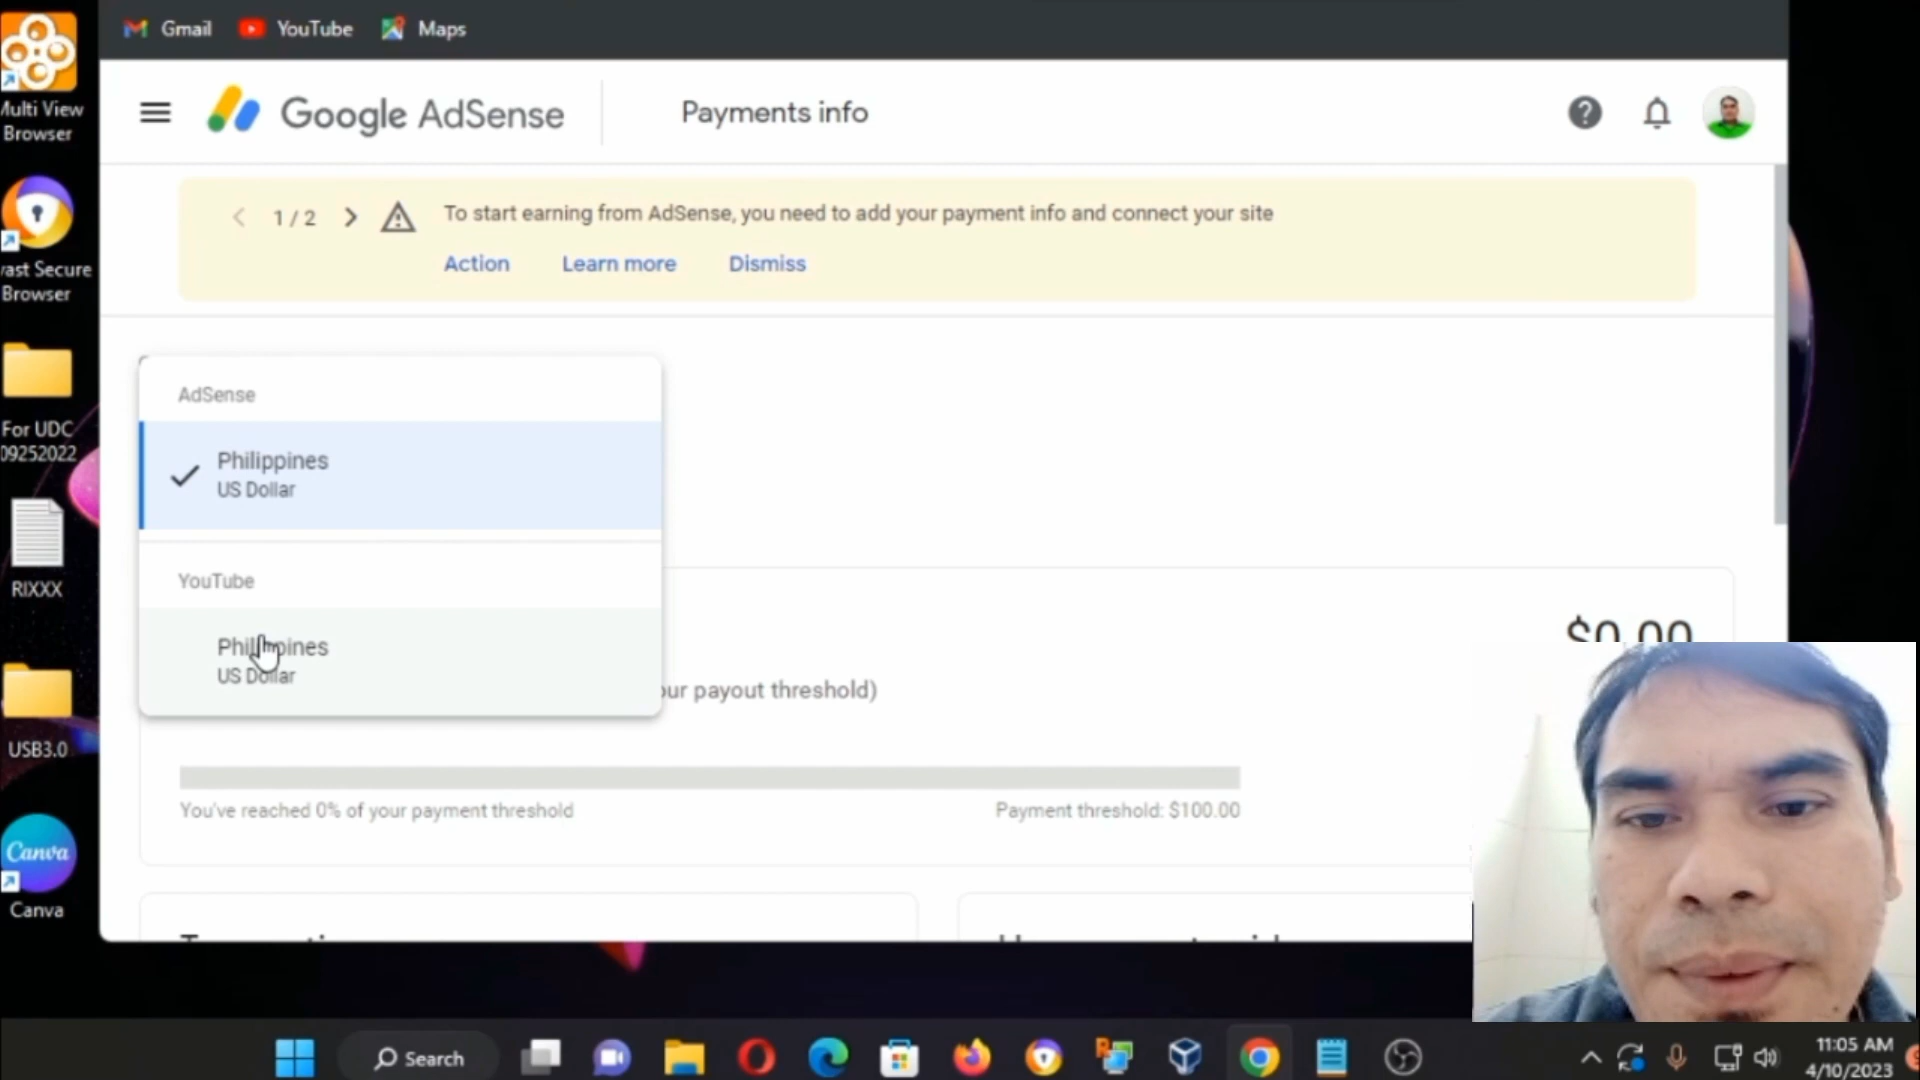 Gmail
YouTube
Maps
Multi View
Browser
Google AdSense
Payments info
1 / 2
To start earning from AdSense, you need to add your payment info and connect your site
Action
Learn more
Dismiss
Secure
Browser
AdSense
Philippines
US Dollar
For UDC
09252022
YouTube
Philippines
US Dollar
RIXXX
$0.00
our payout threshold)
USB3.0
You've reached 0% of your payment threshold
Payment threshold: $100.00
Canva
Canva
Search
11:05 AM
4/10/2023